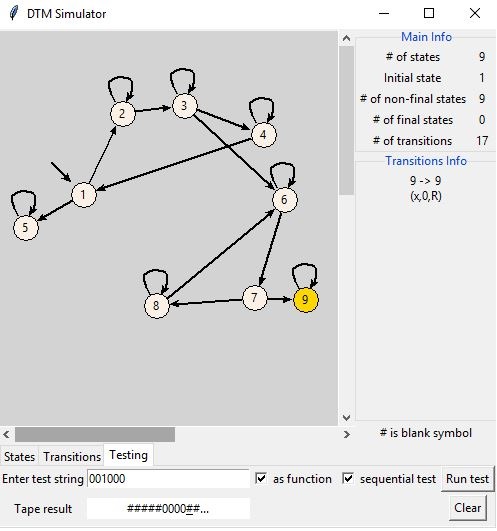 DTM Simulator
Main Info
# of states 9
Initial state 1
# of non-final states 9
# of final states 0
# of transitions 17
Transitions Info
9 -> 9
(x,0,R)
2
3
4
1
6
5
8
7
9
# is blank symbol
States Transitions Testing
Enter test string 001000 as function sequential test Run test
Tape result #####0000##... Clear